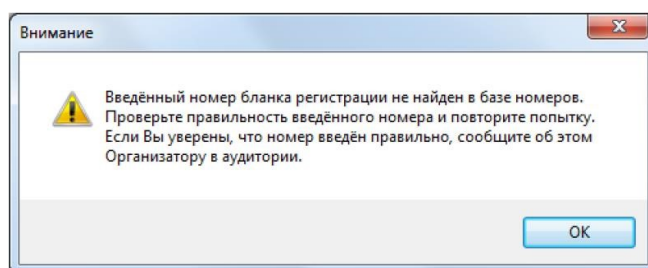 Внимание
Введённый номер бланка регистрации не найден в базе номеров.
Проверьте правильность введённого номера и повторите попытку.
Если Вы уверены, что номер введён правильно, сообщите об этом
Организатору в аудитории.
OK